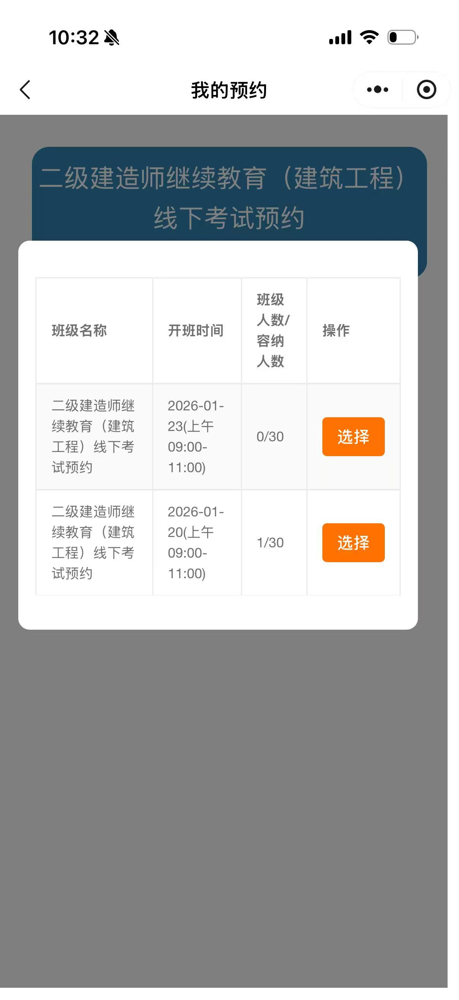 10:32
我的预约
二级建造师继续教育（建筑工程）
线下考试预约
班级名称
开班时间
班级
人数/
容纳
人数
操作
二级建造师继
续教育（建筑
工程）线下考
试预约
2026-01-
23(上午
09:00-
11:00)
0/30
选择
二级建造师继
续教育（建筑
工程）线下考
试预约
2026-01-
20(上午
09:00-
11:00)
1/30
选择